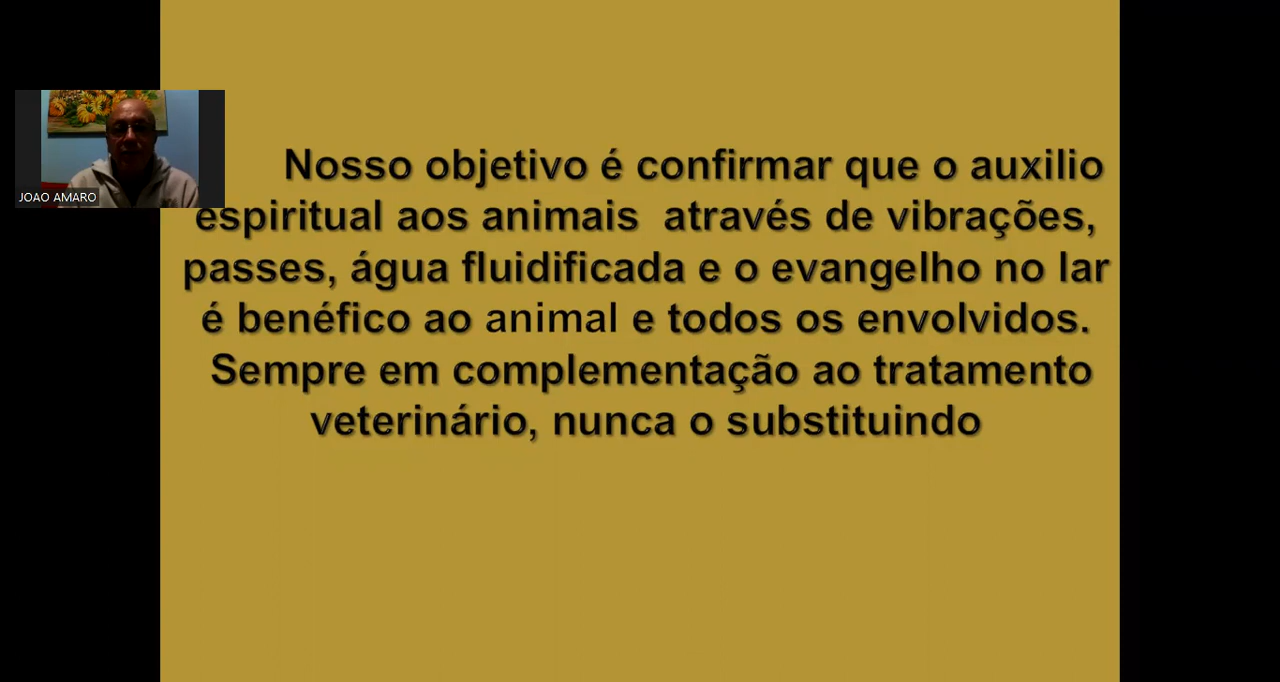 Nosso objetivo é confirmar que o auxilio
espiritual aos animais  através de vibrações,
passes, água fluidificada e o evangelho no lar
é benéfico ao animal e todos os envolvidos.
Sempre em complementação ao tratamento
veterinário, nunca o substituindo
JOAO AMARO